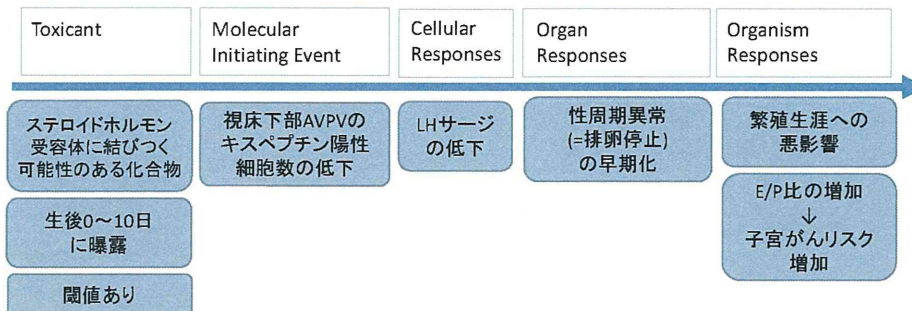 Toxicant
Molecular
Initiating Event
Cellular
Responses
Organ
Responses
Organism
Responses
ステロイドホルモン
受容体に結びつく
可能性のある化合物
生後0～10日
に曝露
閾値あり
視床下部AVPVの
キスペプチン陽性
細胞数の低下
LHサージ
の低下
性周期異常
(=排卵停止)
の早期化
繁殖生涯への
悪影響
E/P比の増加
↓
子宮がんリスク
増加